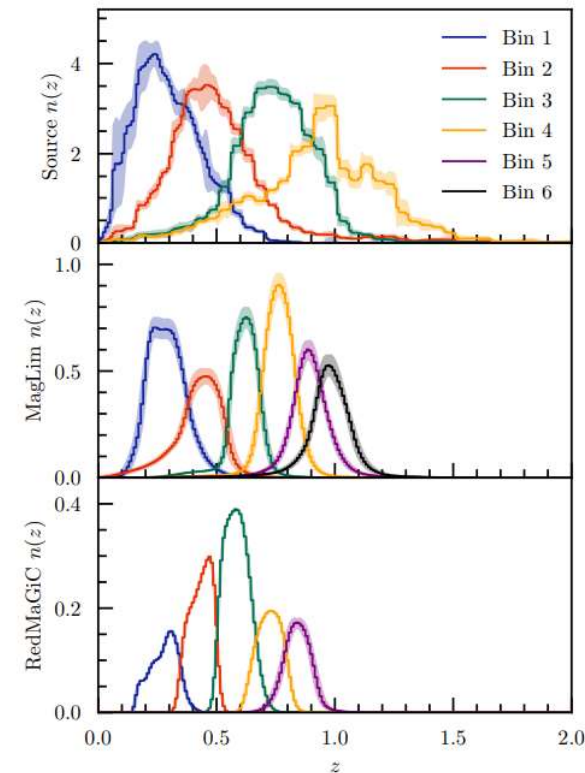 Source n(z)
4
2
0
Bin 1
Bin 2
Bin 3
Bin 4
Bin 5
Bin 6
MagLim n(z)
1.0
0.5
0.0
RedMaGiC n(z)
0.4
0.2
0.0
0.0 0.5 1.0 1.5 2.0
z